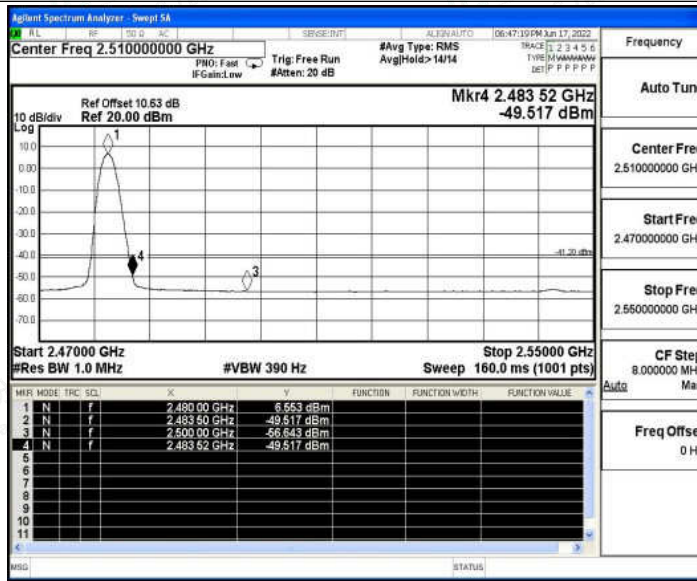 Agilent Spectrum Analyzer - Swept SA
RL RF 50 Ω AC SENSE:INT ALIGN AUTO 06:47:19 PM Jun 17, 2022
Center Freq 2.510000000 GHz
PNO: Fast
IFGain:Low
Trig: Free Run
#Atten: 20 dB
#Avg Type: RMS
Avg|Hold>14/14
TRACE 1 2 3 4 5 6
TYPE M
DET P P P P P P
Frequency
Ref Offset 10.63 dB
Ref 20.00 dBm
10 dB/div
Log
Mkr4 2.483 52 GHz
-49.517 dBm
10.0
0.00
-10.0
-20.0
-30.0
-40.0
-50.0
-60.0
-70.0
1
4
3
-41.20 dBm
Start 2.47000 GHz
Stop 2.55000 GHz
#Res BW 1.0 MHz
#VBW 390 Hz
Sweep 160.0 ms (1001 pts)
MKR MODE TRC SCL X Y FUNCTION FUNCTION WIDTH FUNCTION VALUE
1 N f 2.480 00 GHz 6.553 dBm
2 N f 2.483 50 GHz -49.517 dBm
3 N f 2.500 00 GHz -56.643 dBm
4 N f 2.483 52 GHz -49.517 dBm
5
6
7
8
9
10
11
MSG
STATUS
Auto Tun
Center Fre
2.510000000 GH
Start Fre
2.470000000 GH
Stop Fre
2.550000000 GH
CF Step
8.000000 MH
Auto Ma
Freq Offse
0 H